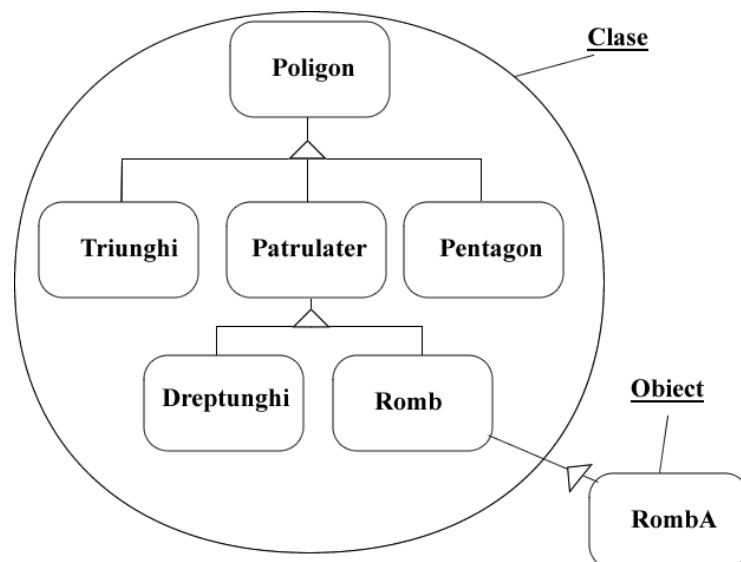 Clase
Poligon
Triunghi
Patrulater
Pentagon
Dreptunghi
Romb
Obiect
RombA